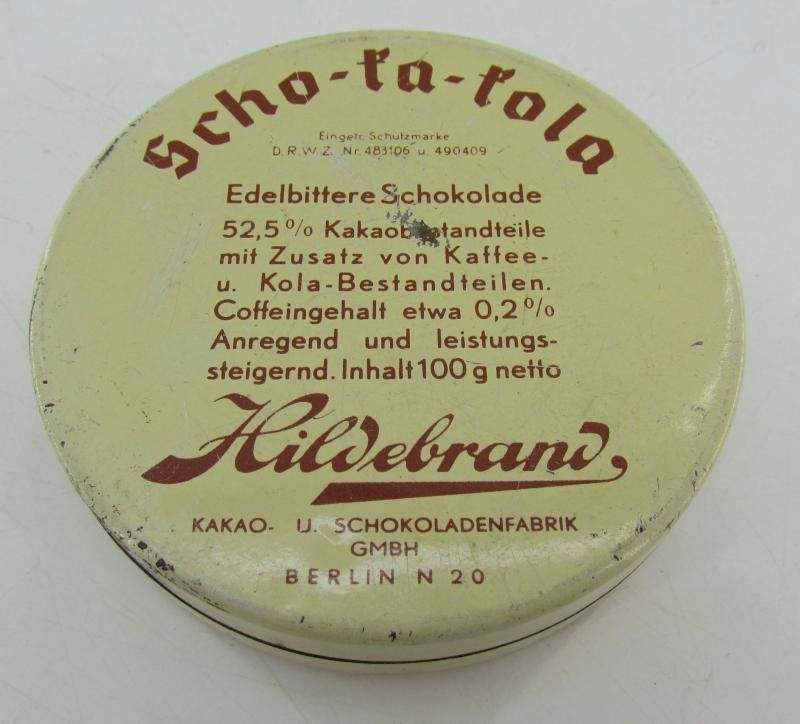 Scho-ka-kola
Eingetr. Schutzmarke
D.R.W.Z. Nr. 483106 u. 490409
Edelbittere Schokolade
52,5% Kakaobestandteile
mit Zusatz von Kaffee-
u. Kola-Bestandteilen.
Coffeingehalt etwa 0,2%
Anregend und leistungs-
steigernd. Inhalt 100 g netto
Hildebrand
KAKAO- U. SCHOKOLADENFABRIK
GMBH
BERLIN N 20